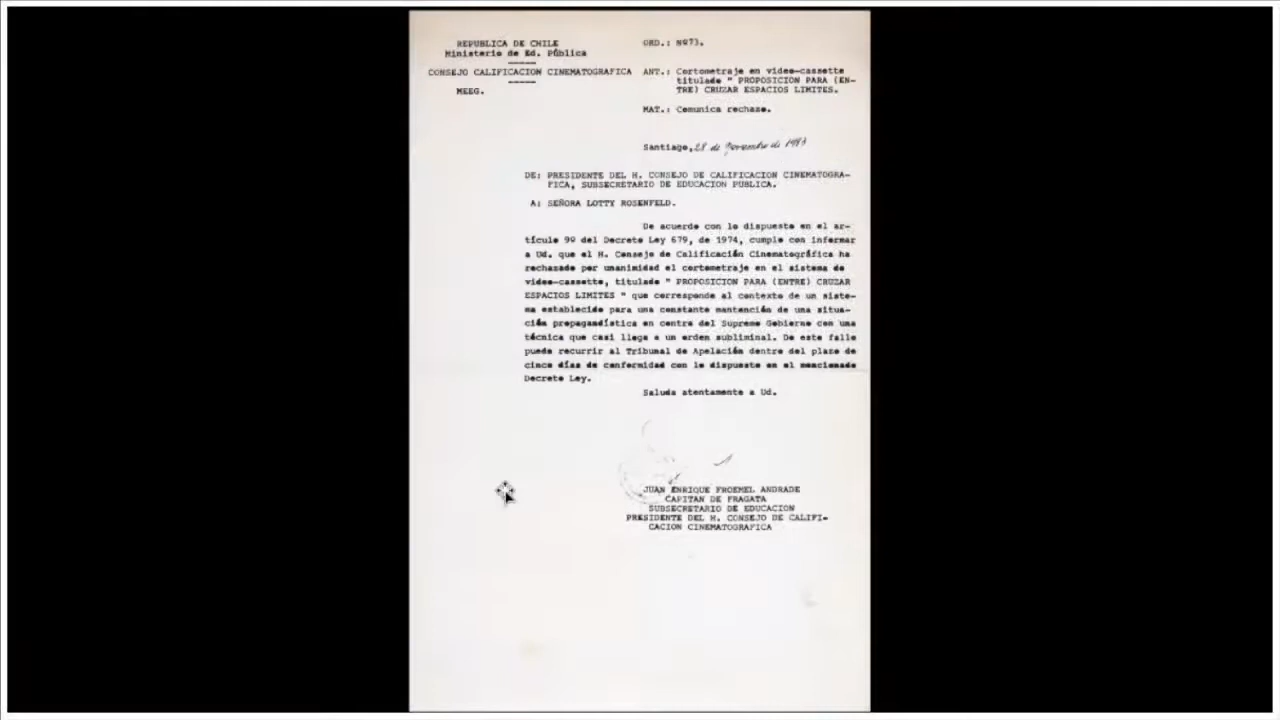 REPUBLICA DE CHILE
Ministerio de Ed. Pública
CONSEJO CALIFICACION CINEMATOGRAFICA
MEEG.
ORD.: Nº73.
ANT.: Cortometraje en video-cassette
titulado " PROPOSICION PARA (EN-
TRE) CRUZAR ESPACIOS LIMITES.
MAT.: Comunica rechazo.
Santiago, 28 de Noviembre de 1983
DE: PRESIDENTE DEL H. CONSEJO DE CALIFICACION CINEMATOGRA-
FICA, SUBSECRETARIO DE EDUCACION PUBLICA.
A: SEÑORA LOTTY ROSENFELD.
De acuerdo con lo dispuesto en el ar-
tículo 9º del Decreto Ley 679, de 1974, cumplo con informar
a Ud. que el H. Consejo de Calificación Cinematográfica ha
rechazado por unanimidad el cortometraje en el sistema de
video-cassette, titulado " PROPOSICION PARA (ENTRE) CRUZAR
ESPACIOS LIMITES " que corresponde al contexto de un siste-
ma establecido para una constante mantención de una situa-
ción propagandística en contra del Supremo Gobierno con una
técnica que casi llega a un orden subliminal. De este fallo
puede recurrir al Tribunal de Apelación dentro del plazo de
cinco días de conformidad con lo dispuesto en el mencionado
Decreto Ley.
Saluda atentamente a Ud.
JUAN ENRIQUE FROEMEL ANDRADE
CAPITAN DE FRAGATA
SUBSECRETARIO DE EDUCACION
PRESIDENTE DEL H. CONSEJO DE CALIFI-
CACION CINEMATOGRAFICA